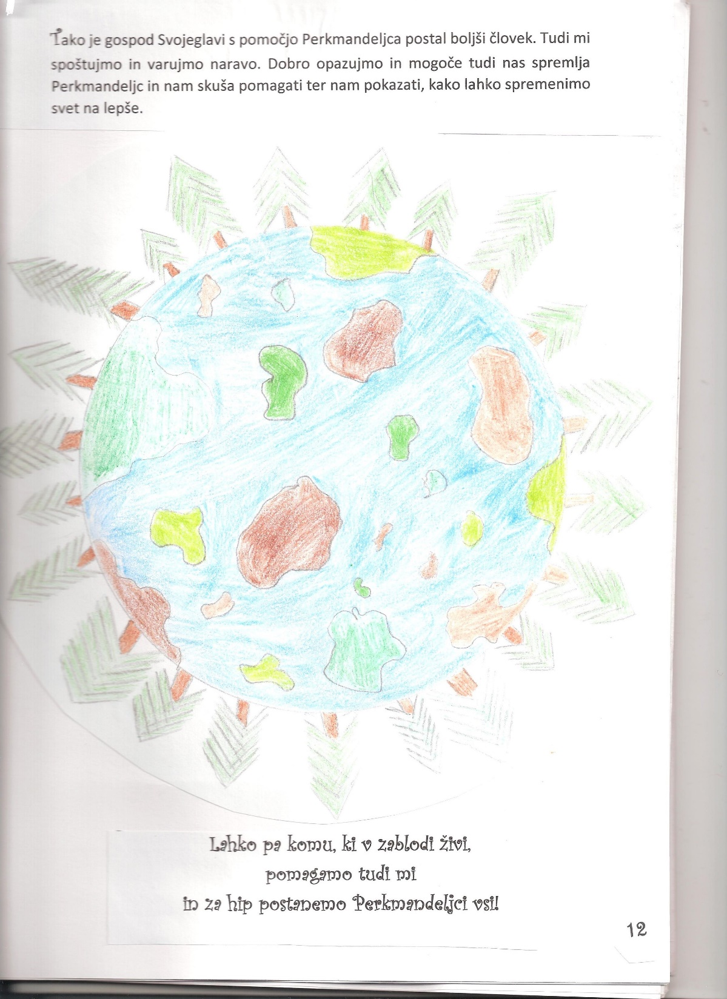 Tako je gospod Svojeglavi s pomočjo Perkmandeljca postal boljši človek. Tudi mi
spoštujmo in varujmo naravo. Dobro opazujmo in mogoče tudi nas spremlja
Perkmandeljc in nam skuša pomagati ter nam pokazati, kako lahko spremenimo
svet na lepše.
Lahko pa komu, ki v zablodi živi,
pomagamo tudi mi
in za hip postanemo Perkmandeljci vsi!
12